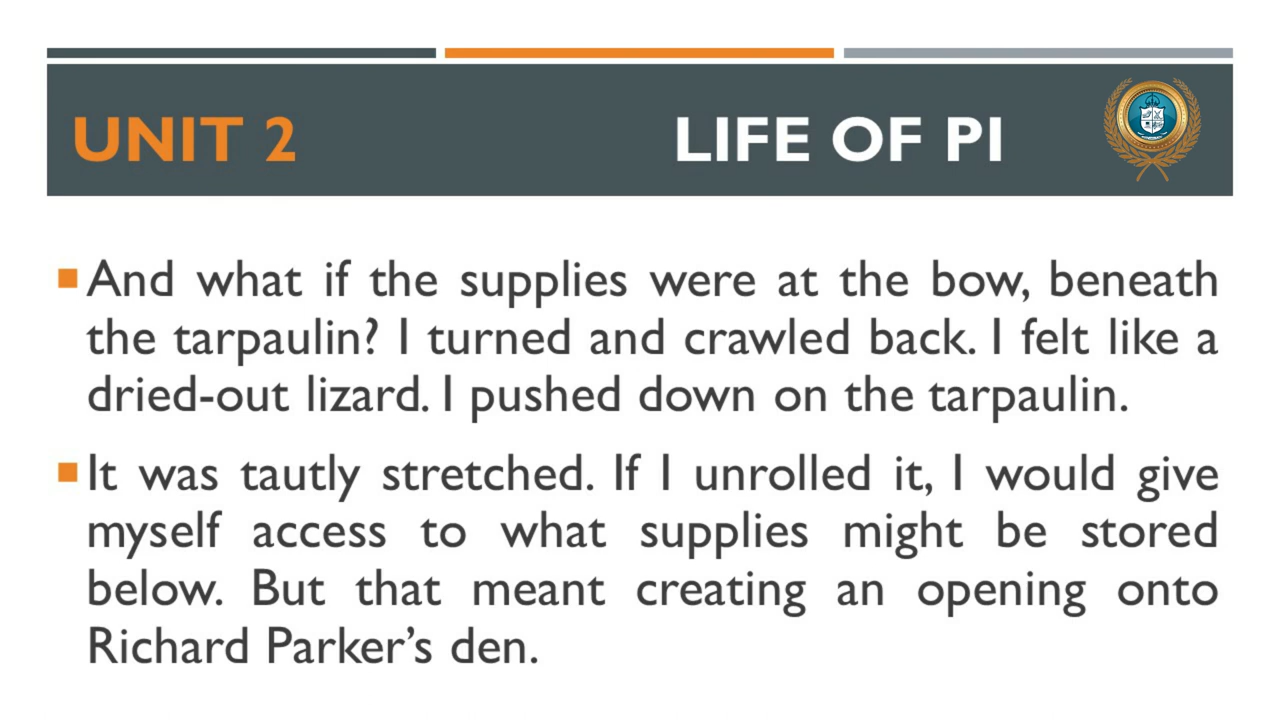 UNIT 2 LIFE OF PI
And what if the supplies were at the bow, beneath
the tarpaulin? I turned and crawled back. I felt like a
dried-out lizard. I pushed down on the tarpaulin.
It was tautly stretched. If I unrolled it, I would give
myself access to what supplies might be stored
below. But that meant creating an opening onto
Richard Parker’s den.